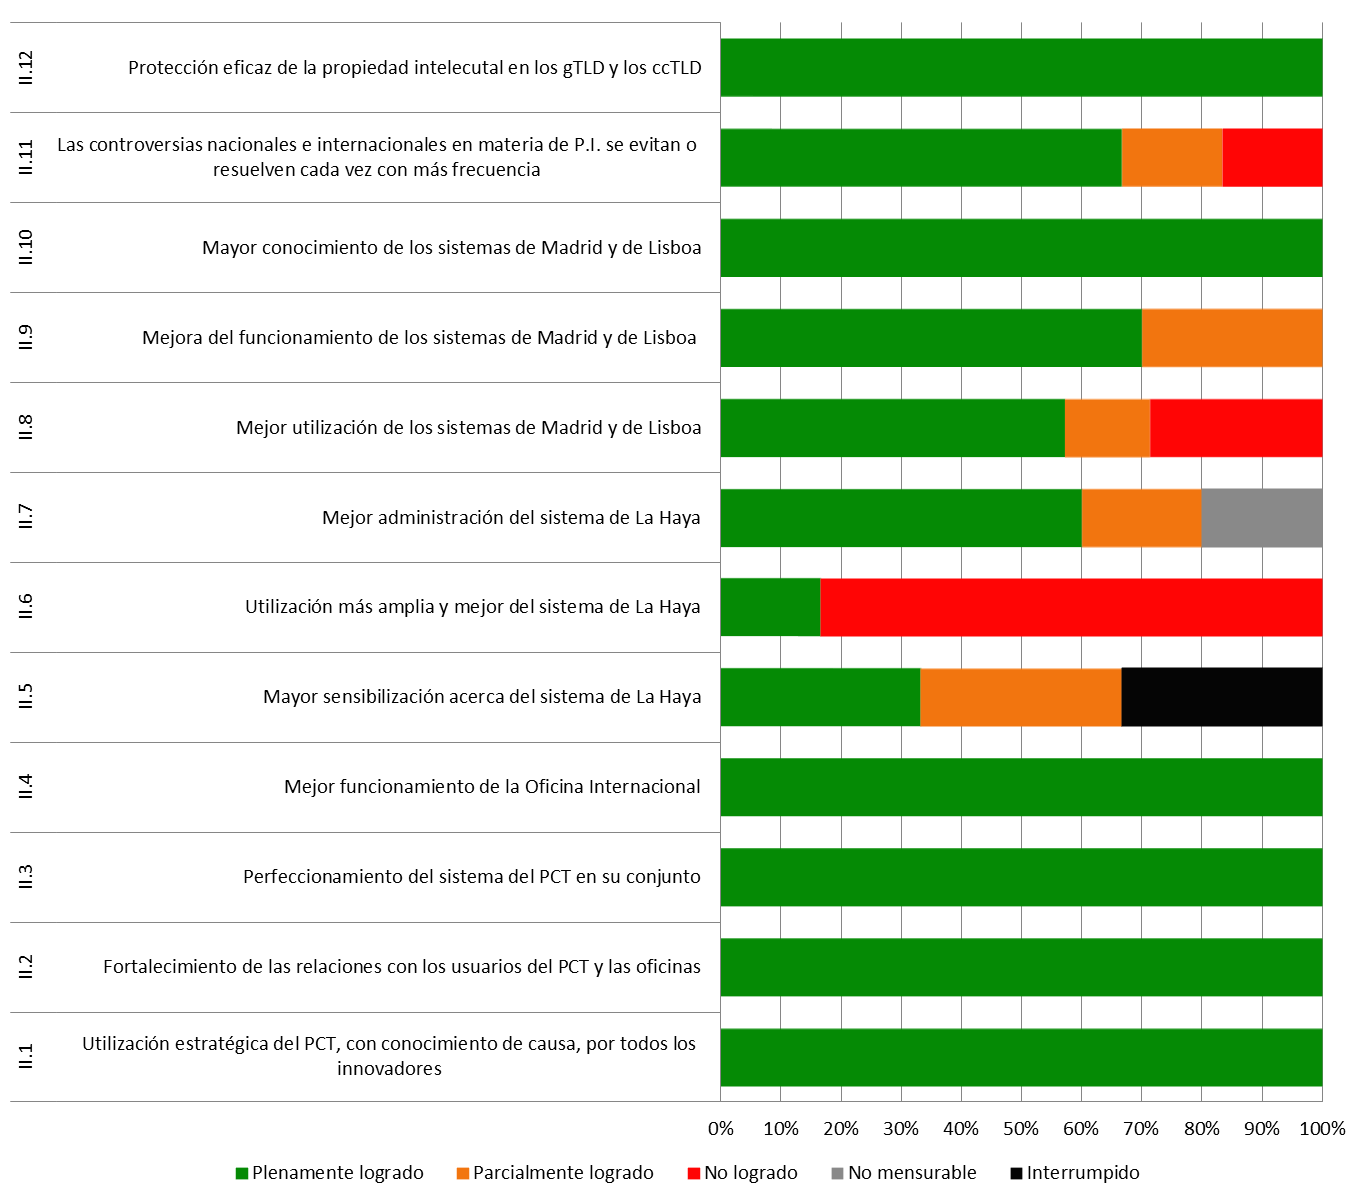 II.12
Protección eficaz de la propiedad intelecutal en los gTLD y los ccTLD
II.11
Las controversias nacionales e internacionales en materia de P.I. se evitan o
resuelven cada vez con más frecuencia
II.10
Mayor conocimiento de los sistemas de Madrid y de Lisboa
II.9
Mejora del funcionamiento de los sistemas de Madrid y de Lisboa
II.8
Mejor utilización de los sistemas de Madrid y de Lisboa
II.7
Mejor administración del sistema de La Haya
II.6
Utilización más amplia y mejor del sistema de La Haya
II.5
Mayor sensibilización acerca del sistema de La Haya
II.4
Mejor funcionamiento de la Oficina Internacional
II.3
Perfeccionamiento del sistema del PCT en su conjunto
II.2
Fortalecimiento de las relaciones con los usuarios del PCT y las oficinas
II.1
Utilización estratégica del PCT, con conocimiento de causa, por todos los
innovadores
0% 10% 20% 30% 40% 50% 60% 70% 80% 90% 100%
Plenamente logrado Parcialmente logrado No logrado No mensurable Interrumpido